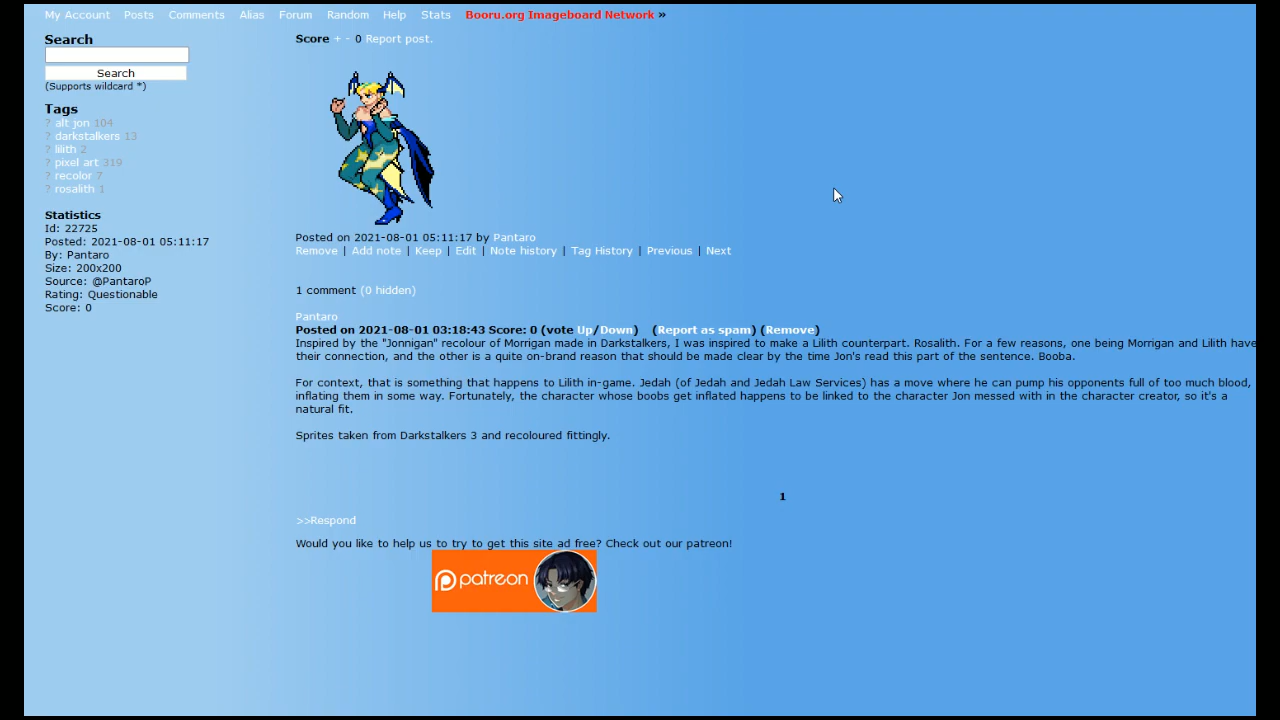 My Account Posts Comments Alias Forum Random Help Stats Booru.org Imageboard Network »
Search
Search
(Supports wildcard *)
Tags
? alt jon 104
? darkstalkers 13
? lilith 2
? pixel art 319
? recolor 7
? rosalith 1
Statistics
Id: 22725
Posted: 2021-08-01 05:11:17
By: Pantaro
Size: 200x200
Source: @PantaroP
Rating: Questionable
Score: 0
Score + - 0 Report post.
Posted on 2021-08-01 05:11:17 by Pantaro
Remove | Add note | Keep | Edit | Note history | Tag History | Previous | Next
1 comment (0 hidden)
Pantaro
Posted on 2021-08-01 03:18:43 Score: 0 (vote Up/Down) (Report as spam) (Remove)
Inspired by the "Jonnigan" recolour of Morrigan made in Darkstalkers, I was inspired to make a Lilith counterpart. Rosalith. For a few reasons, one being Morrigan and Lilith have
their connection, and the other is a quite on-brand reason that should be made clear by the time Jon's read this part of the sentence. Booba.
For context, that is something that happens to Lilith in-game. Jedah (of Jedah and Jedah Law Services) has a move where he can pump his opponents full of too much blood,
inflating them in some way. Fortunately, the character whose boobs get inflated happens to be linked to the character Jon messed with in the character creator, so it's a
natural fit.
Sprites taken from Darkstalkers 3 and recoloured fittingly.
1
>>Respond
Would you like to help us to try to get this site ad free? Check out our patreon!
patreon